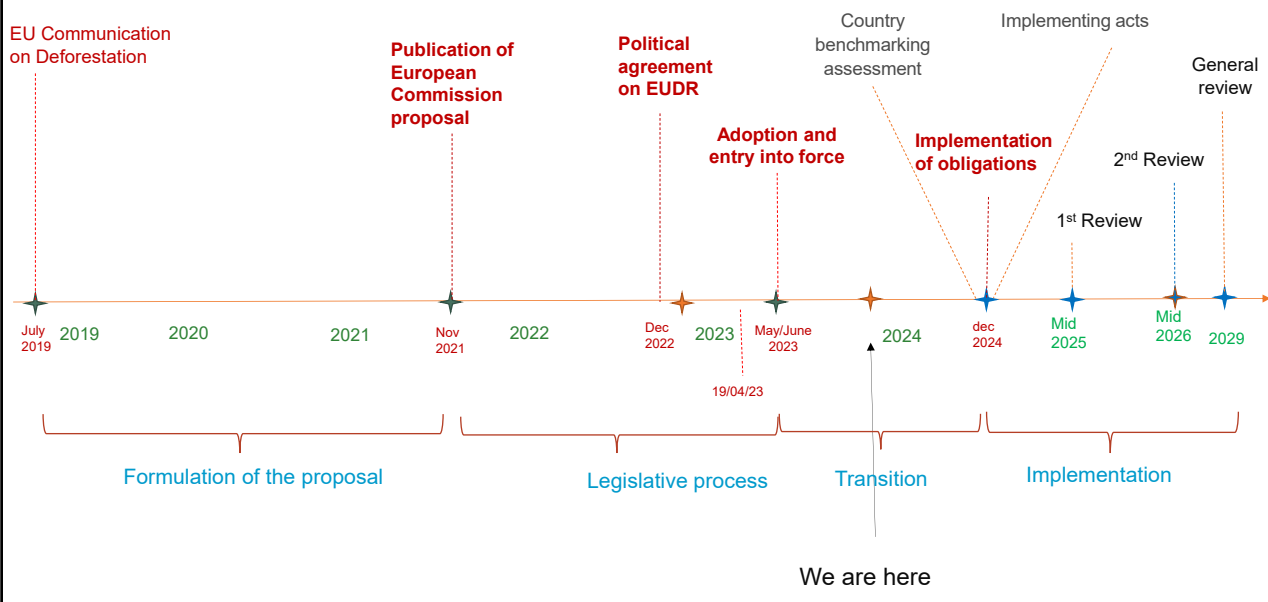 EU Communication
on Deforestation
Publication of
European
Commission
proposal
Political
agreement
on EUDR
Adoption and
entry into force
Country
benchmarking
assessment
Implementation
of obligations
Implementing acts
1st Review
2nd Review
General
review
July
2019
2019
2020
2021
Nov
2021
2022
Dec
2022
2023
19/04/23
May/June
2023
2024
dec
2024
Mid
2025
Mid
2026
2029
Formulation of the proposal
Legislative process
Transition
Implementation
We are here